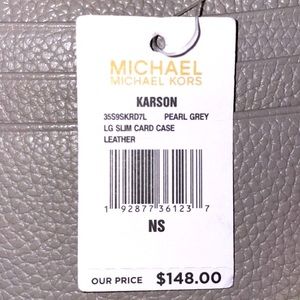 MICHAEL
MICHAEL KORS
KARSON
35S9SKRD7L PEARL GREY
LG SLIM CARD CASE
LEATHER
1 92877 36123 7
NS
OUR PRICE $148.00